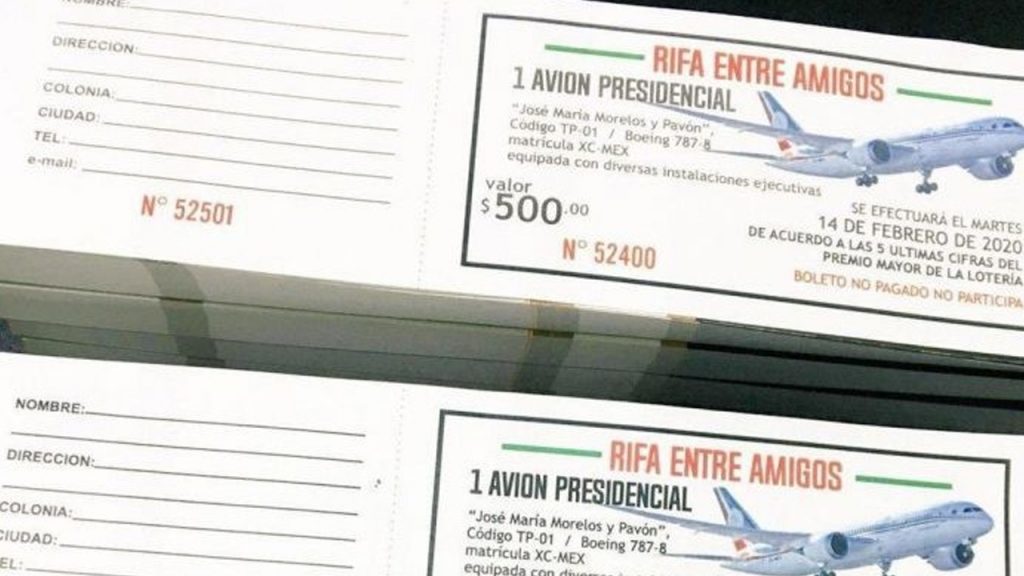 NOMBRE:
DIRECCION:
COLONIA:
CIUDAD:
TEL:
e-mail:
N° 52501
RIFA ENTRE AMIGOS
1 AVION PRESIDENCIAL
"José María Morelos y Pavón",
Código TP-01 / Boeing 787-8
matrícula XC-MEX
equipada con diversas instalaciones ejecutivas
valor
$500.00
N° 52400
SE EFECTUARÁ EL MARTES
14 DE FEBRERO DE 2020
DE ACUERDO A LAS 5 ULTIMAS CIFRAS DEL
PREMIO MAYOR DE LA LOTERÍA
BOLETO NO PAGADO NO PARTICIPA
NOMBRE:
DIRECCION:
COLONIA:
CIUDAD:
TEL:
RIFA ENTRE AMIGOS
1 AVION PRESIDENCIAL
"José María Morelos y Pavón",
Código TP-01 / Boeing 787-8
matrícula XC-MEX
equipada con